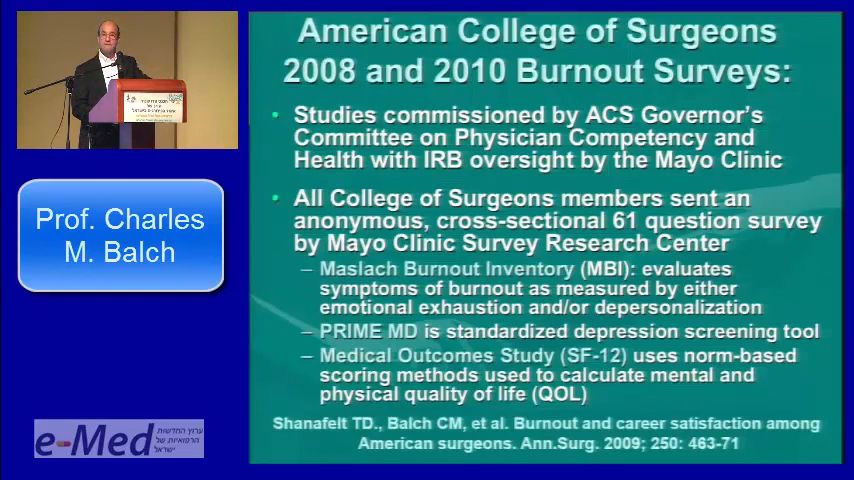 American College of Surgeons
2008 and 2010 Burnout Surveys:
• Studies commissioned by ACS Governor's
Committee on Physician Competency and
Health with IRB oversight by the Mayo Clinic
• All College of Surgeons members sent an
anonymous, cross-sectional 61 question survey
by Mayo Clinic Survey Research Center
– Maslach Burnout Inventory (MBI): evaluates
symptoms of burnout as measured by either
emotional exhaustion and/or depersonalization
– PRIME MD is standardized depression screening tool
– Medical Outcomes Study (SF-12) uses norm-based
scoring methods used to calculate mental and
physical quality of life (QOL)
Shanafelt TD., Balch CM, et al. Burnout and career satisfaction among
American surgeons. Ann.Surg. 2009; 250: 463-71
Prof. Charles
M. Balch
e-Med
ערוץ החדשות
הרפואיות של
ישראל